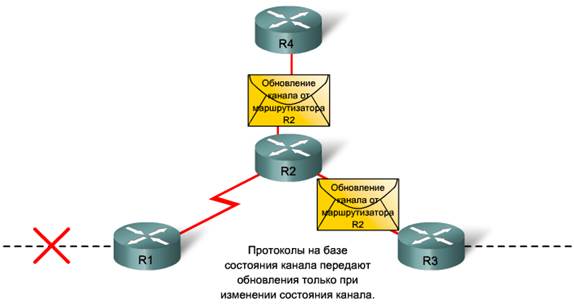 R4
Обновление
канала от
маршрутизатора
R2
R2
Обновление
канала от
маршрутизатора
R2
R1
R3
Протоколы на базе
состояния канала передают
обновления только при
изменении состояния канала.